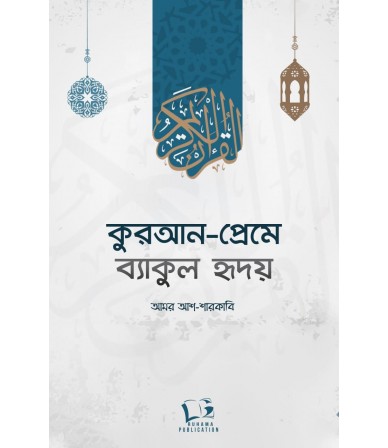 القرآن الكريم
কুরআন-প্রেমে
ব্যাকুল হৃদয়
আমর আশ-শারকাবি
RUHAMA
PUBLICATION